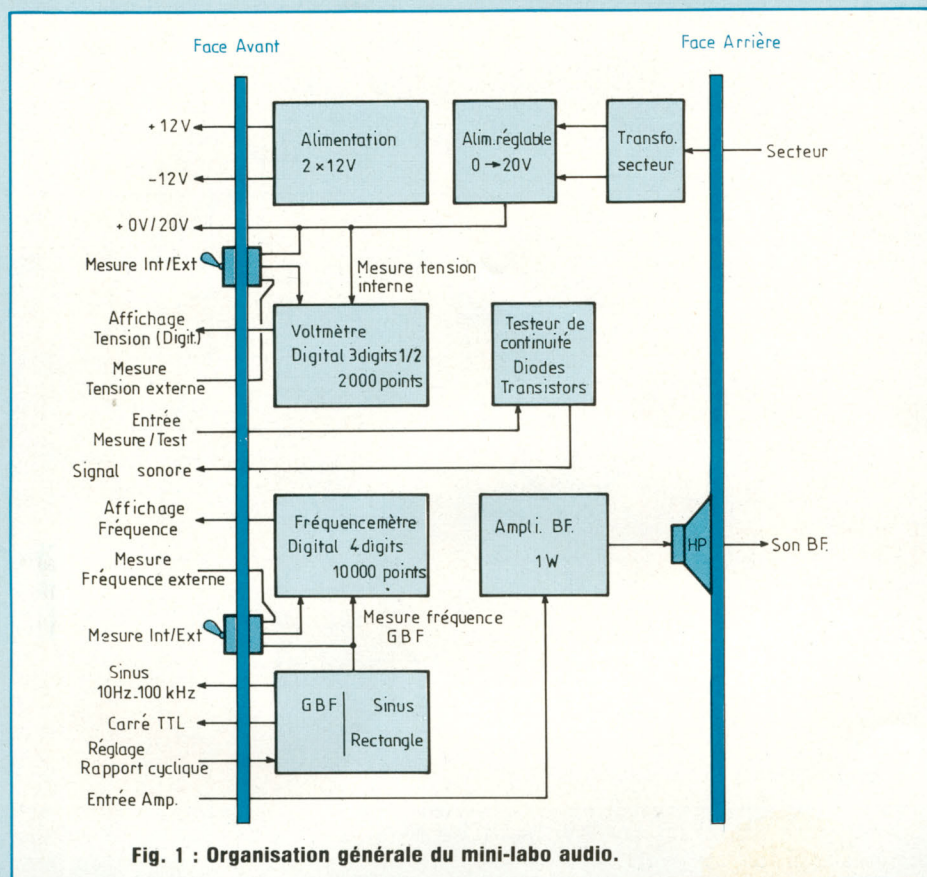 Face Avant
Face Arrière
+12V
-12V
+0V/20V
Mesure Int/Ext
Affichage
Tension (Digit.)
Mesure
Tension externe
Entrée
Mesure/Test
Signal sonore
Affichage
Fréquence
Mesure
Fréquence externe
Mesure Int/Ext
Sinus
10Hz.100 kHz
Carré TTL
Réglage
Rapport cyclique
Entrée Amp.
Alimentation
2 × 12V
Alim.réglable
0 → 20V
Transfo.
secteur
Secteur
Mesure tension
interne
Voltmètre
Digital 3digits1/2
2000 points
Testeur de
continuité
Diodes
Transistors
Fréquencemètre
Digital 4digits
10000 points
Ampli. BF.
1W
HP
Son BF.
Mesure fréquence
GBF
GBF
Sinus
Rectangle
Fig. 1 : Organisation générale du mini-labo audio.